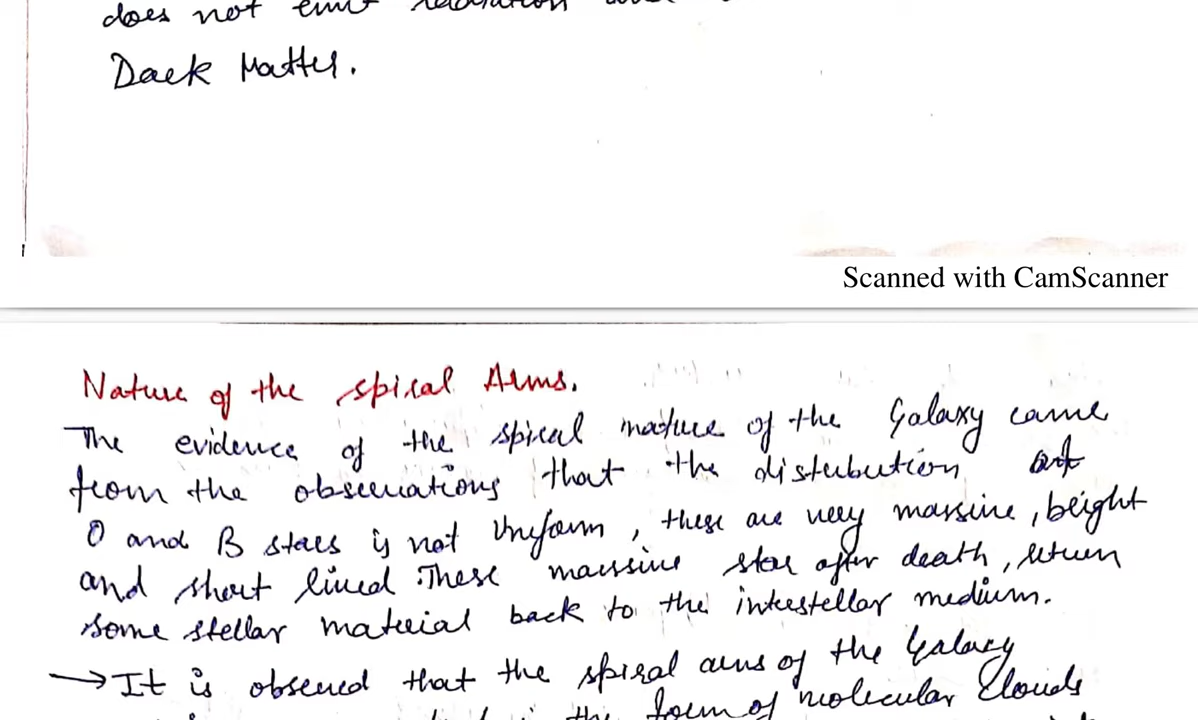 does not emit radiation
Dark Matter.
Scanned with CamScanner
Nature of the spiral Arms.
The evidence of the spiral nature of the Galaxy came
from the observations that the distribution of
O and B stars is not Uniform, these are very massive, bright
and short lived. These massive star after death, return
some stellar material back to the interstellar medium.
→ It is observed that the spiral arms of the Galaxy
the form of molecular clouds